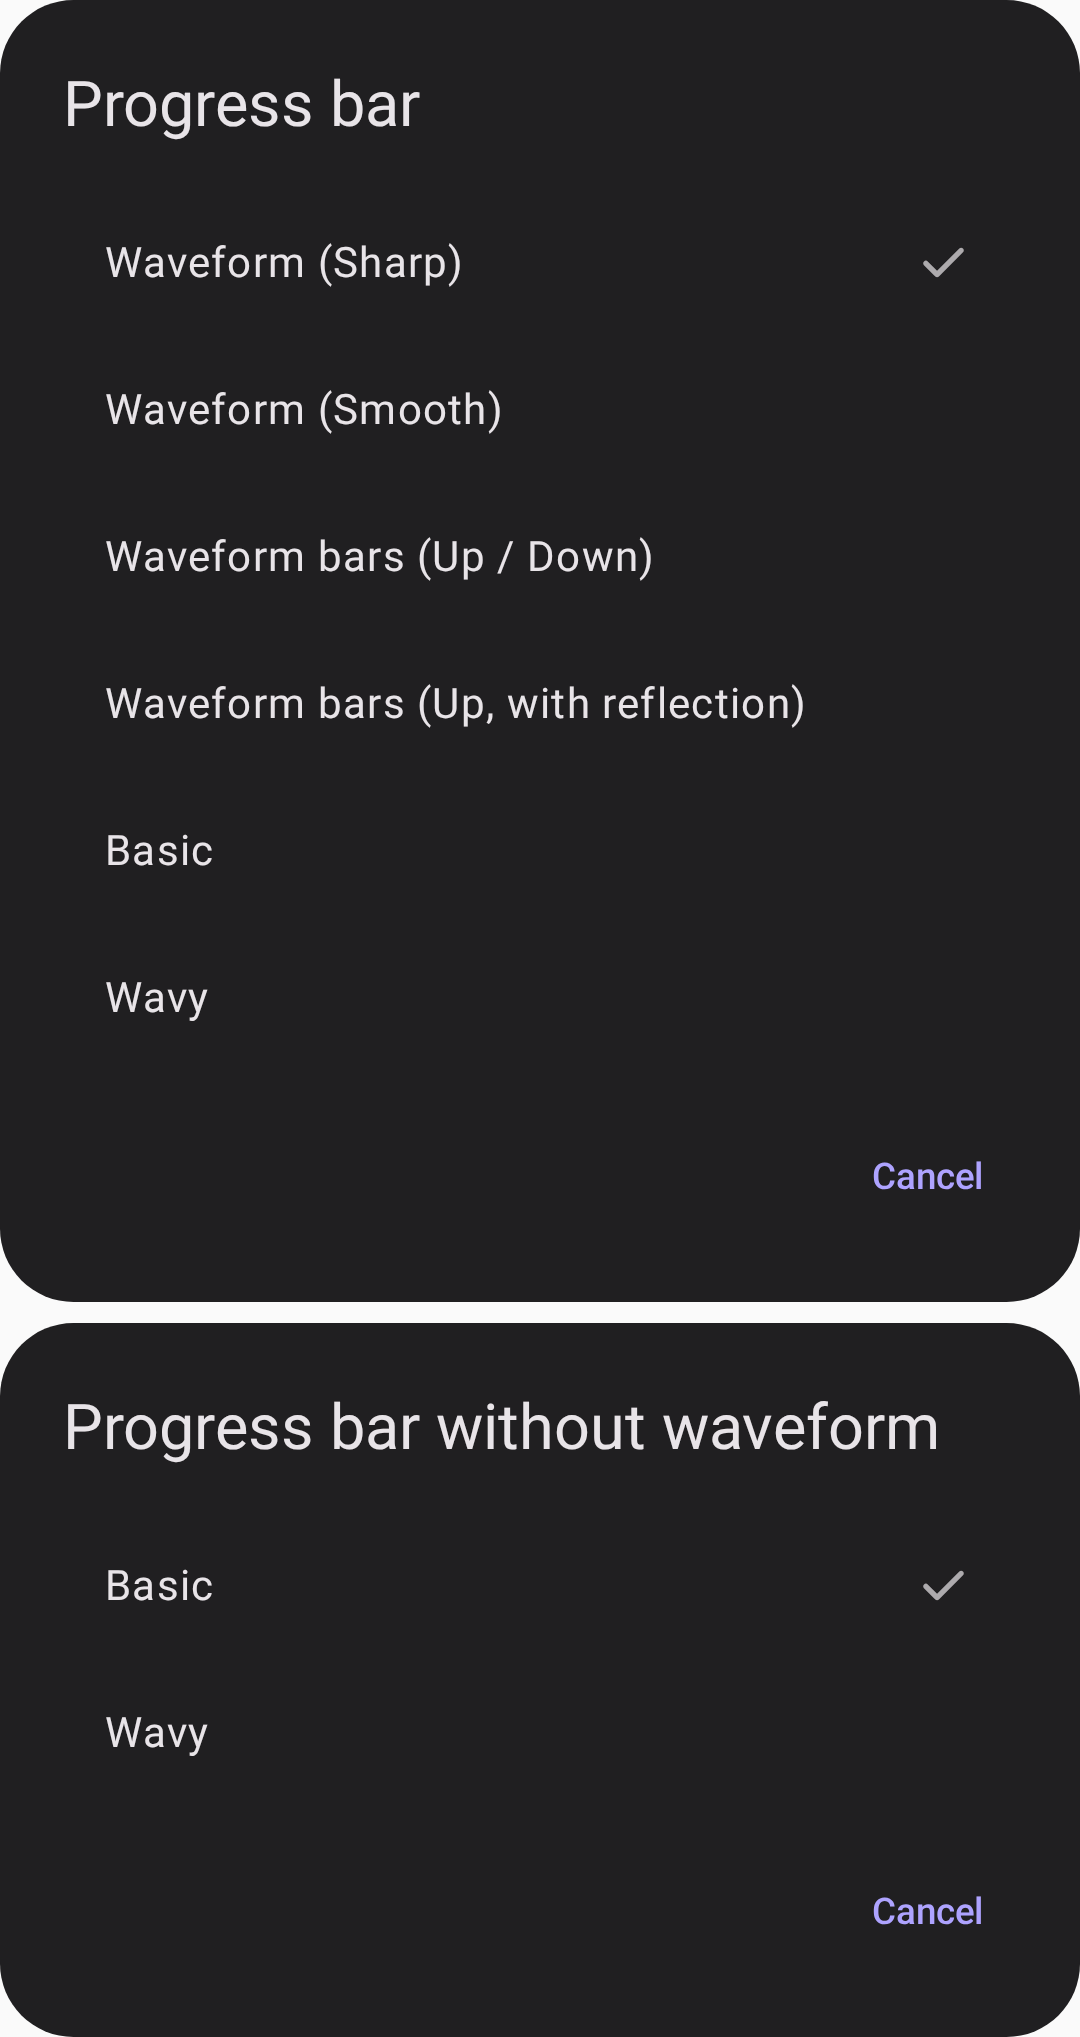 Progress bar
Waveform (Sharp)
Waveform (Smooth)
Waveform bars (Up / Down)
Waveform bars (Up, with reflection)
Basic
Wavy
Cancel
Progress bar without waveform
Basic
Wavy
Cancel